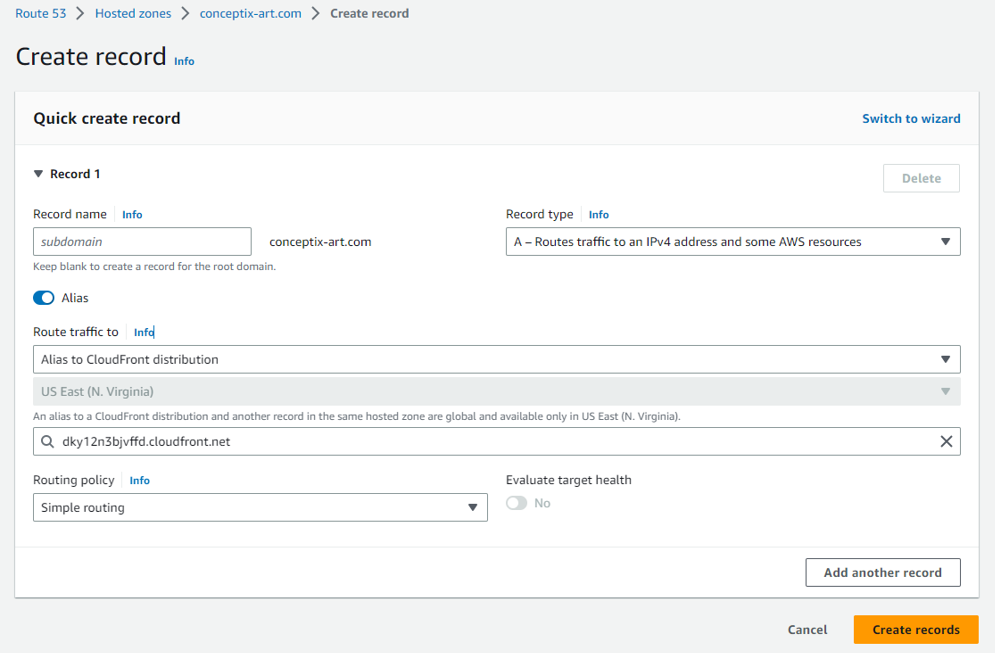 Route 53 > Hosted zones > conceptix-art.com > Create record
Create record Info
Quick create record Switch to wizard
Record 1 Delete
Record name Info Record type Info
subdomain conceptix-art.com A – Routes traffic to an IPv4 address and some AWS resources
Keep blank to create a record for the root domain.
Alias
Route traffic to Info
Alias to CloudFront distribution
US East (N. Virginia)
An alias to a CloudFront distribution and another record in the same hosted zone are global and available only in US East (N. Virginia).
dky12n3bjvffd.cloudfront.net
Routing policy Info Evaluate target health
Simple routing No
Add another record
Cancel Create records